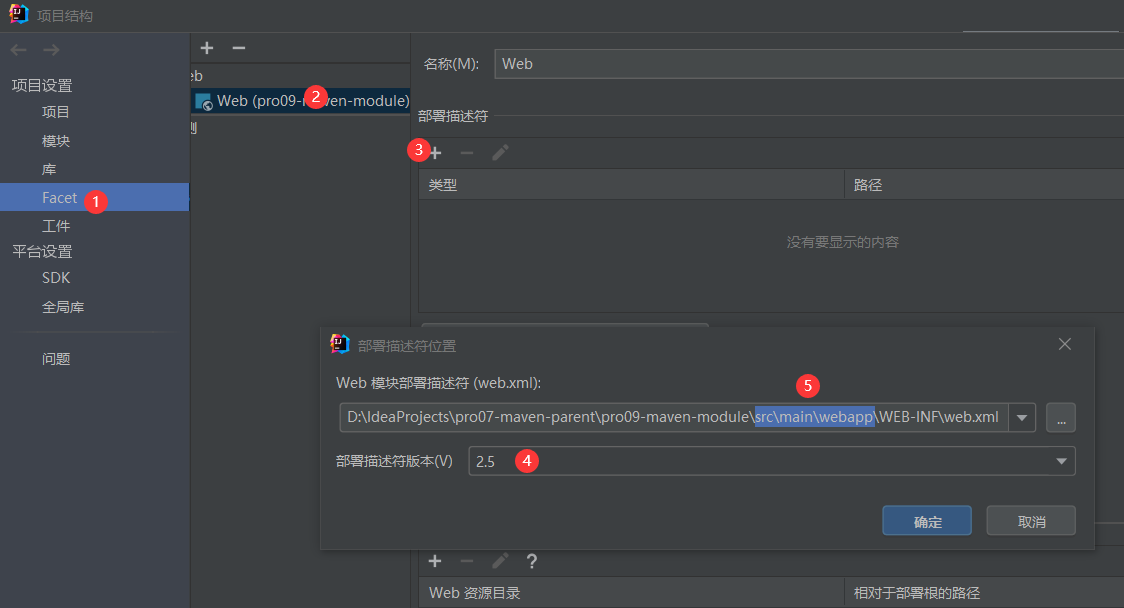 项目结构
项目设置
项目
模块
库
Facet
1
工件
平台设置
SDK
全局库
问题
eb
Web (pro09-maven-module)
2
名称(M):
Web
部署描述符
3
类型
路径
没有要显示的内容
部署描述符位置
Web 模块部署描述符 (web.xml):
5
D:\IdeaProjects\pro07-maven-parent\pro09-maven-module\src\main\webapp\WEB-INF\web.xml
...
部署描述符版本(V)
2.5
4
确定
取消
?
Web 资源目录
相对于部署根的路径